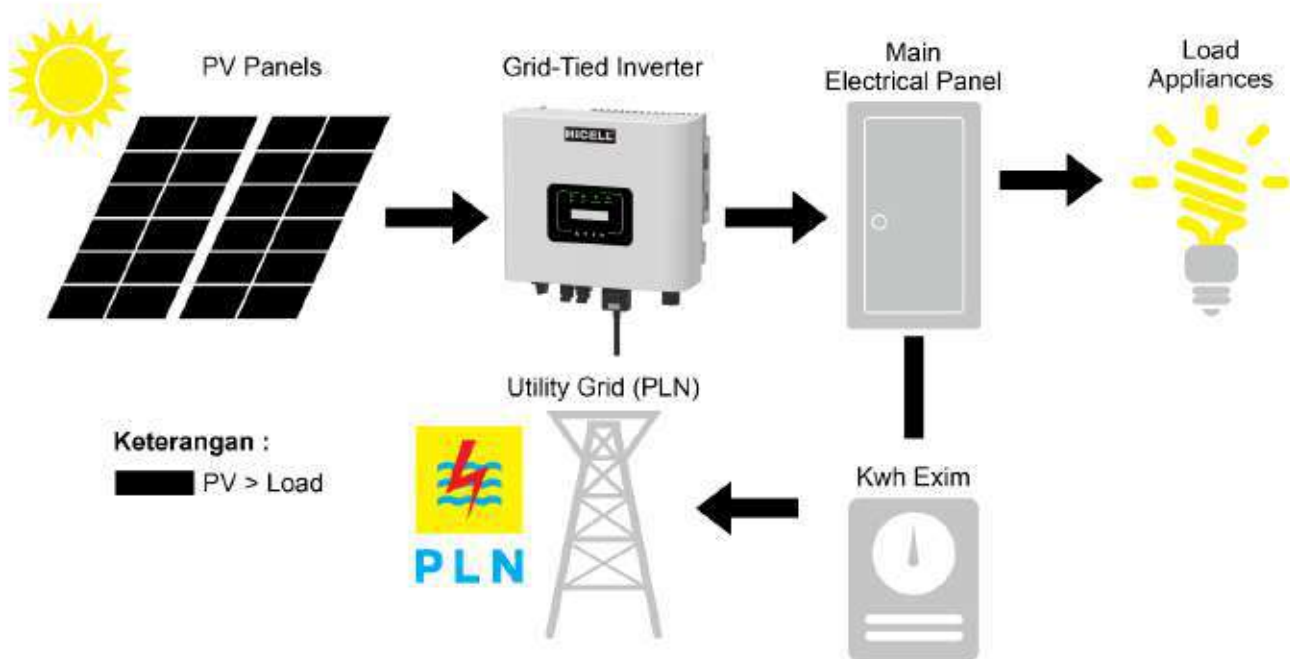 PV Panels
Grid-Tied Inverter
Main
Electrical Panel
Load
Appliances
HICELL
Utility Grid (PLN)
Keterangan :
PV > Load
PLN
Kwh Exim